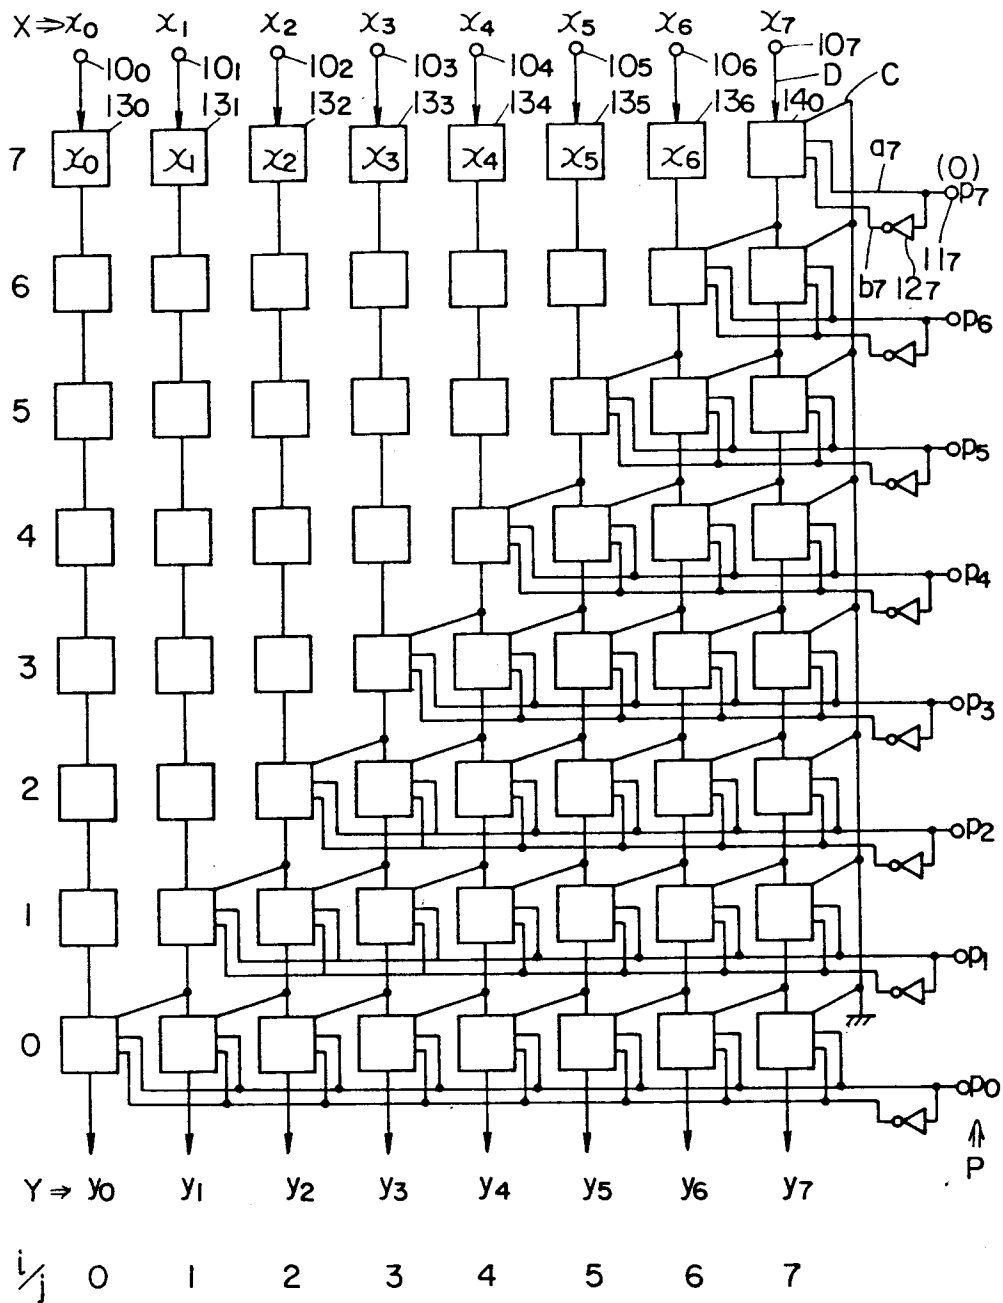 X ⇒ x₀ x₁ x₂ x₃ x₄ x₅ x₆ x₇
10₀ 10₁ 10₂ 10₃ 10₄ 10₅ 10₆ 10₇
D C
13₀ 13₁ 13₂ 13₃ 13₄ 13₅ 13₆ 14₀
7 x₀ x₁ x₂ x₃ x₄ x₅ x₆
a₇ (0)
p₇
11₇
b₇ 12₇
6
p₆
5
p₅
4
p₄
3
p₃
2
p₂
1
p₁
0
p₀
P
Y ⇒ y₀ y₁ y₂ y₃ y₄ y₅ y₆ y₇
i/j 0 1 2 3 4 5 6 7